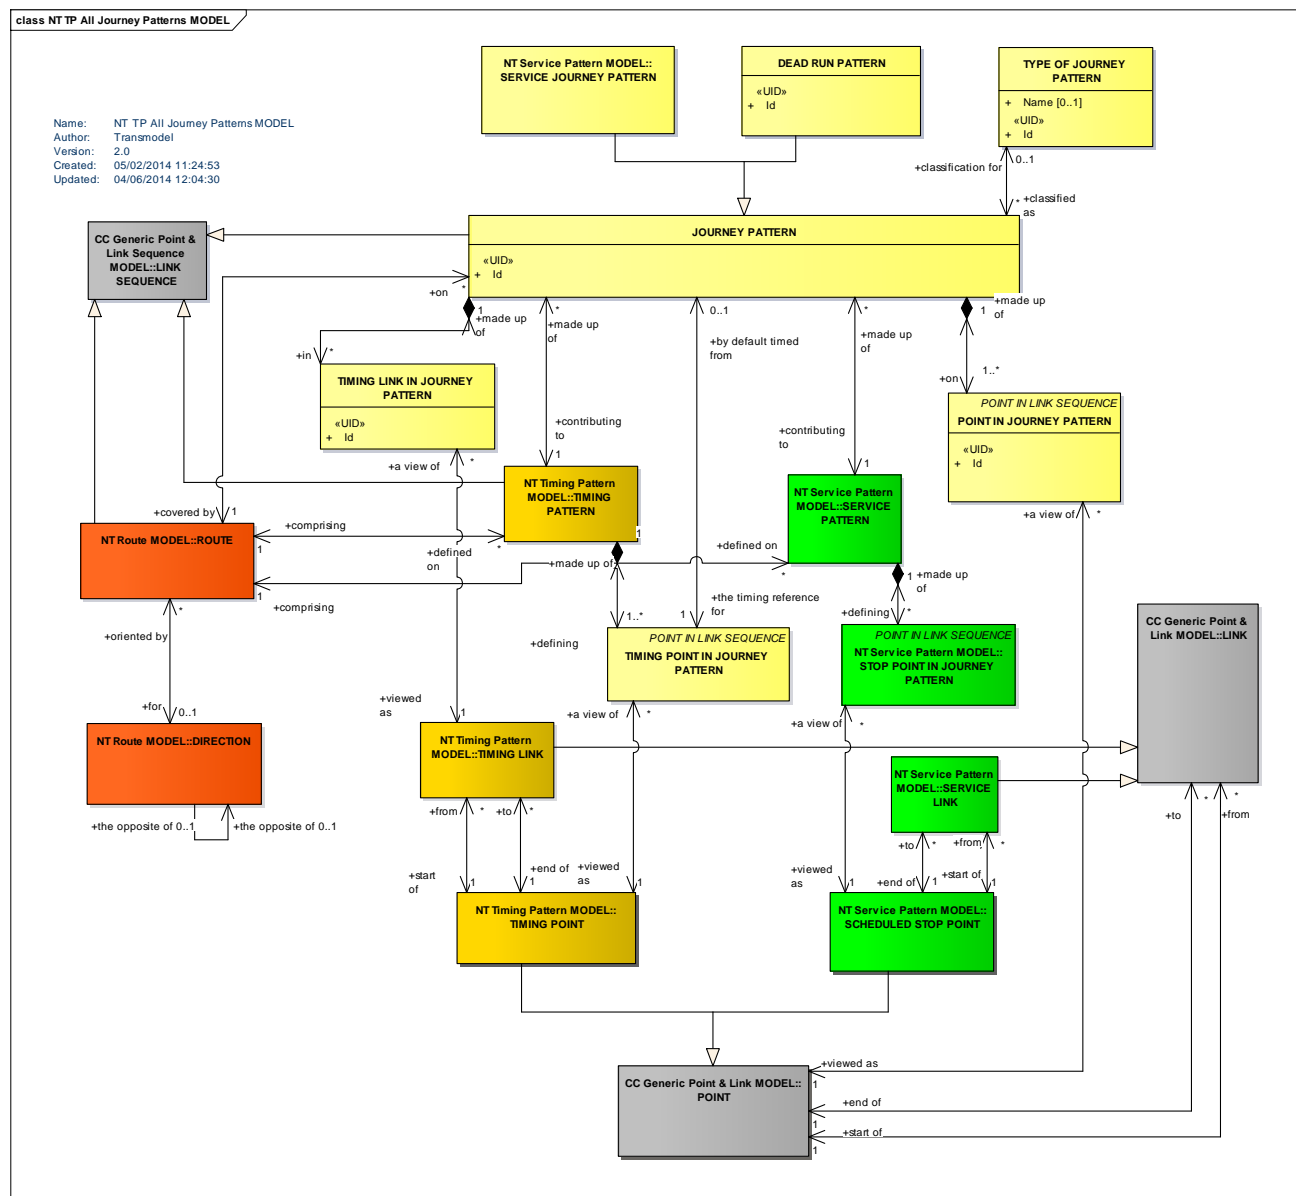 class NT TP All Journey Patterns MODEL
Name: NT TP All Journey Patterns MODEL
Author: Transmodel
Version: 2.0
Created: 05/02/2014 11:24:53
Updated: 04/06/2014 12:04:30
NT Service Pattern MODEL::
SERVICE JOURNEY PATTERN
DEAD RUN PATTERN
«UID»
+ Id
TYPE OF JOURNEY
PATTERN
+ Name [0..1]
«UID»
+ Id
+classification for
0..1
*
+classified
as
CC Generic Point &
Link Sequence
MODEL::LINK
SEQUENCE
JOURNEY PATTERN
«UID»
+ Id
+on
*
1
+made up
of
*
+made up
of
0..1
+by default timed
from
*
+made up
of
1
+made up
of
+in
*
TIMING LINK IN JOURNEY
PATTERN
«UID»
+ Id
1..*
+on
POINT IN LINK SEQUENCE
POINT IN JOURNEY PATTERN
«UID»
+ Id
+contributing
to
1
+contributing
to
1
+a view of
*
NT Timing Pattern
MODEL::TIMING
PATTERN
NT Service Pattern
MODEL::SERVICE
PATTERN
+a view of
*
+covered by
1
NT Route MODEL::ROUTE
+comprising
1
*
+defined
on
1
+made up of
+defined on
*
1
+comprising
1
+made up
of
1..*
+defining
+the timing reference
for
1
+defining
*
*
+oriented by
POINT IN LINK SEQUENCE
TIMING POINT IN JOURNEY
PATTERN
POINT IN LINK SEQUENCE
NT Service Pattern MODEL::
STOP POINT IN JOURNEY
PATTERN
CC Generic Point &
Link MODEL::LINK
+for
0..1
+viewed
as
1
+a view of
*
+a view of
*
NT Route MODEL::DIRECTION
NT Timing Pattern
MODEL::TIMING LINK
NT Service Pattern
MODEL::SERVICE
LINK
+the opposite of 0..1
+the opposite of 0..1
+from
*
+to
*
+to
*
+from
*
+to
*
*
+from
+start
of
1
+end of
1
+viewed
as
1
+viewed
as
1
+end of
1
+start of
1
NT Timing Pattern MODEL::
TIMING POINT
NT Service Pattern MODEL::
SCHEDULED STOP POINT
CC Generic Point & Link MODEL::
POINT
+viewed as
1
+end of
1
+start of
1